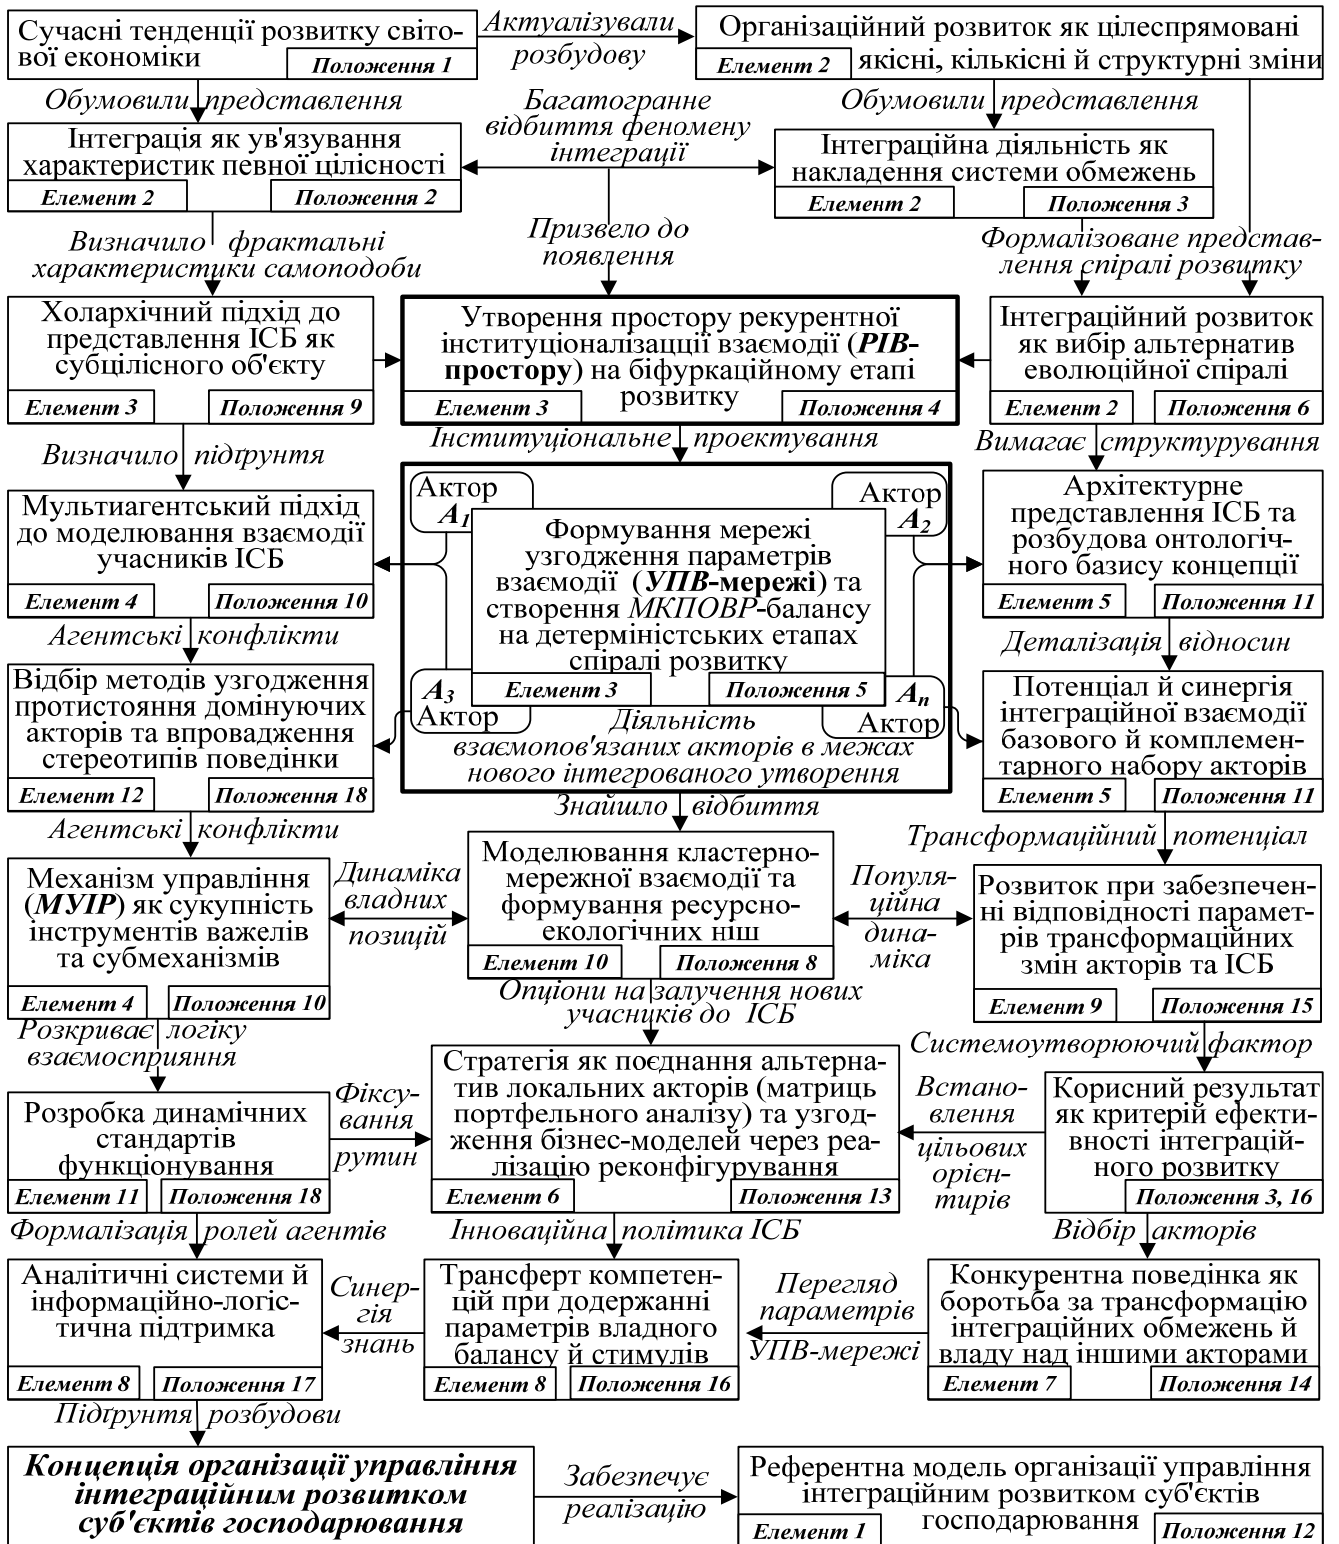 Сучасні тенденції розвитку світо-
вої економіки
Положення 1
Актуалізували
розбудову
Організаційний розвиток як цілеспрямовані
якісні, кількісні й структурні зміни
Елемент 2
Обумовили представлення
Багатогранне
відбиття феномену
інтеграції
Обумовили представлення
Інтеграція як ув'язування
характеристик певної цілісності
Елемент 2
Положення 2
Інтеграційна діяльність як
накладення системи обмежень
Елемент 2
Положення 3
Визначило фрактальні
характеристики самоподоби
Призвело до
появлення
Формалізоване представ-
лення спіралі розвитку
Холархічний підхід до
представлення ІСБ як
субцілісного об'єкту
Елемент 3
Положення 9
Утворення простору рекурентної
інституціоналізацції взаємодії (РІВ-
простору) на біфуркаційному етапі
розвитку
Елемент 3
Положення 4
Інтеграційний розвиток
як вибір альтернатив
еволюційної спіралі
Елемент 2
Положення 6
Визначило підґрунтя
Інституціональне проектування
Вимагає структурування
Мультиагентський підхід
до моделювання взаємодії
учасників ІСБ
Елемент 4
Положення 10
Актор
А1
Актор
А2
Формування мережі
узгодження параметрів
взаємодії (УПВ-мережі) та
створення МКПОВР-балансу
на детерміністських етапах
спіралі розвитку
Елемент 3
Положення 5
А3
Актор
Аn
Актор
Діяльність
взаємопов'язаних акторів в межах
нового інтегрованого утворення
Архітектурне
представлення ІСБ та
розбудова онтологіч-
ного базису концепції
Елемент 5
Положення 11
Агентські конфлікти
Деталізація відносин
Відбір методів узгодження
протистояння домінуючих
акторів та впровадження
стереотипів поведінки
Елемент 12
Положення 18
Потенціал й синергія
інтеграційної взаємодії
базового й комплемен-
тарного набору акторів
Елемент 5
Положення 11
Агентські конфлікти
Знайшло відбиття
Трансформаційний потенціал
Механізм управління
(МУІР) як сукупність
інструментів важелів
та субмеханізмів
Елемент 4
Положення 10
Динаміка
владних
позицій
Моделювання кластерно-
мережної взаємодії та
формування ресурсно-
екологічних ніш
Елемент 10
Положення 8
Популя-
ційна
дина-
міка
Розвиток при забезпечен-
ні відповідності парамет-
рів трансформаційних
змін акторів та ІСБ
Елемент 9
Положення 15
Розкриває логіку
взаємосприяння
Опціони на залучення нових
учасників до ІСБ
Системоутворюючий фактор
Розробка динамічних
стандартів
функціонування
Елемент 11
Положення 18
Фіксу-
вання
рутин
Стратегія як поєднання альтерна-
тив локальних акторів (матриць
портфельного аналізу) та узгод-
ження бізнес-моделей через реа-
лізацію реконфігурування
Елемент 6
Положення 13
Встано-
влення
цільових
орієн-
тирів
Корисний результат
як критерій ефекти-
вності інтеграцій-
ного розвитку
Положення 3, 16
Формалізація ролей агентів
Інноваційна політика ІСБ
Відбір акторів
Аналітичні системи й
інформаційно-логіс-
тична підтримка
Елемент 8
Положення 17
Синер-
гія
знань
Трансферт компетен-
цій при додержанні
параметрів владного
балансу й стимулів
Елемент 8
Положення 16
Перегляд
параметрів
УПВ-мережі
Конкурентна поведінка як
боротьба за трансформацію
інтеграційних обмежень й
владу над іншими акторами
Елемент 7
Положення 14
Підґрунтя розбудови
Концепція організації управління
інтеграційним розвитком
суб'єктів господарювання
Забезпечує
реалізацію
Референтна модель організації управління
інтеграційним розвитком суб'єктів
господарювання
Елемент 1
Положення 12